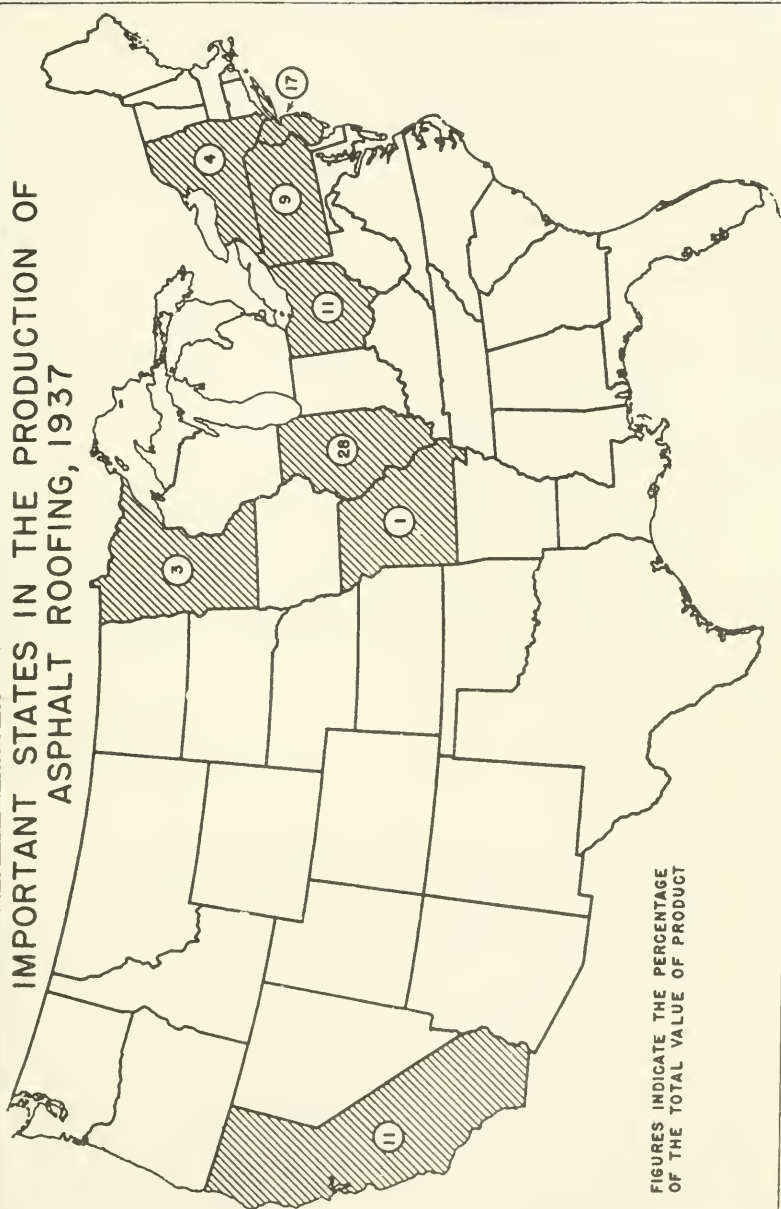 IMPORTANT STATES IN THE PRODUCTION OF
ASPHALT ROOFING, 1937
17
4
9
11
28
3
1
11
FIGURES INDICATE THE PERCENTAGE
OF THE TOTAL VALUE OF PRODUCT